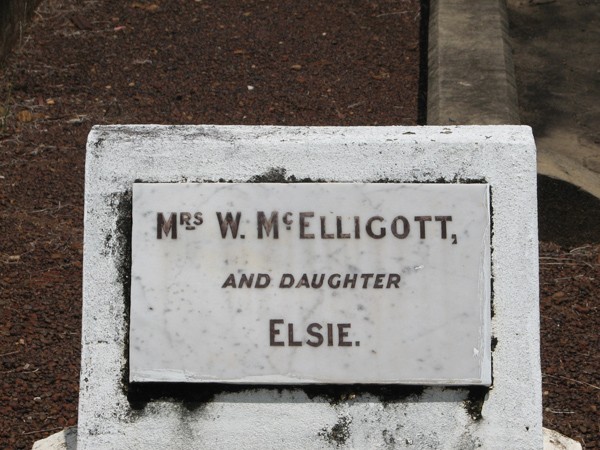 MRS W. MCELLIGOTT,
AND DAUGHTER
ELSIE.